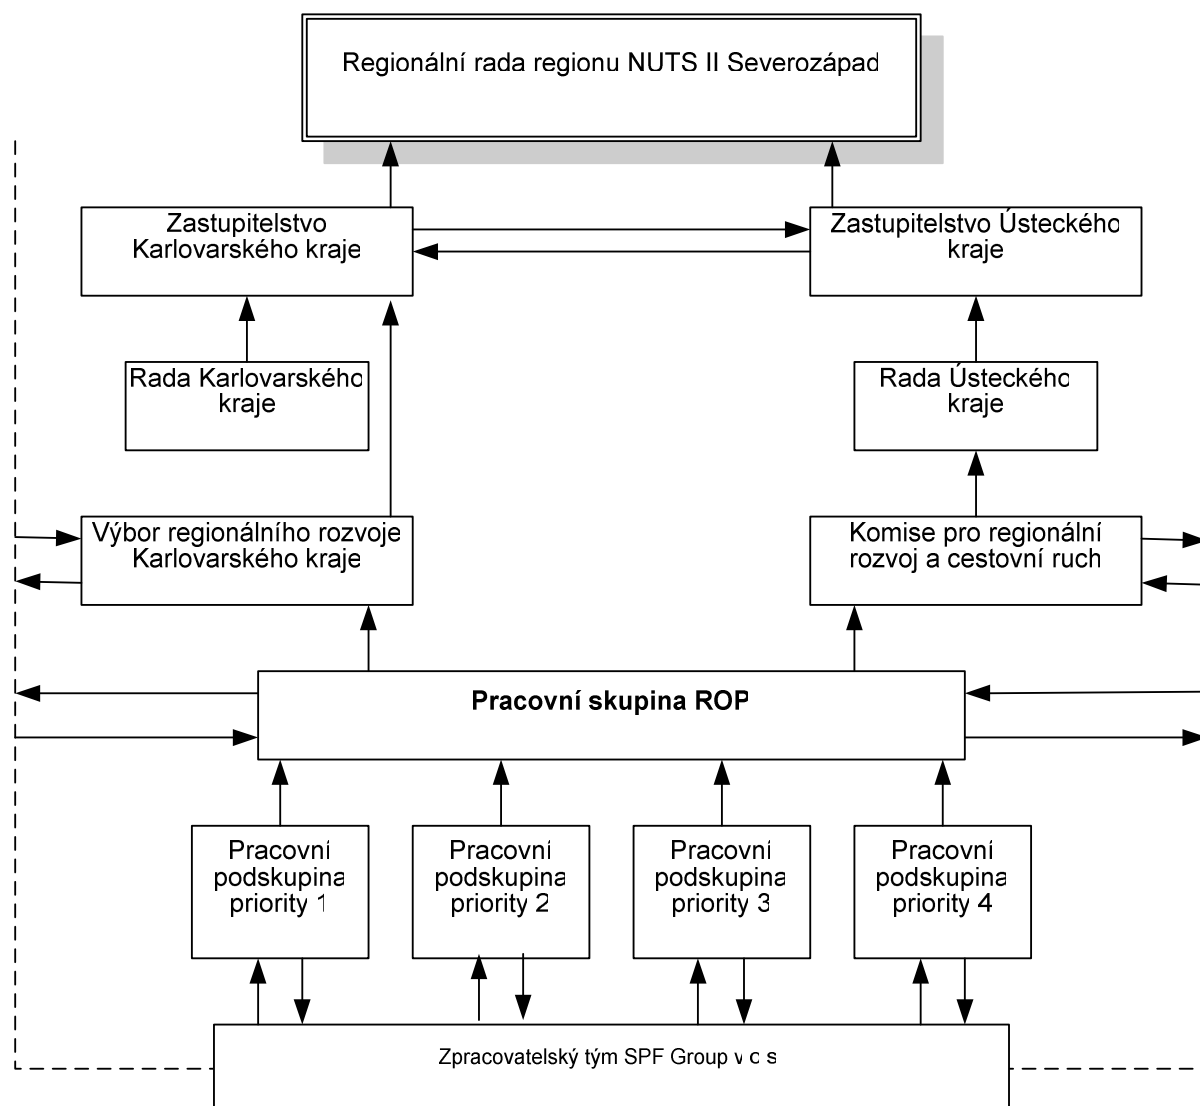 Regionální rada regionu NUTS II Severozápad
Zastupitelstvo
Karlovarského kraje
Zastupitelstvo Ústeckého
kraje
Rada Karlovarského
kraje
Rada Ústeckého
kraje
Výbor regionálního rozvoje
Karlovarského kraje
Komise pro regionální
rozvoj a cestovní ruch
Pracovní skupina ROP
Pracovní
podskupina
priority 1
Pracovní
podskupina
priority 2
Pracovní
podskupina
priority 3
Pracovní
podskupina
priority 4
Zpracovatelský tým SPF Group v o s